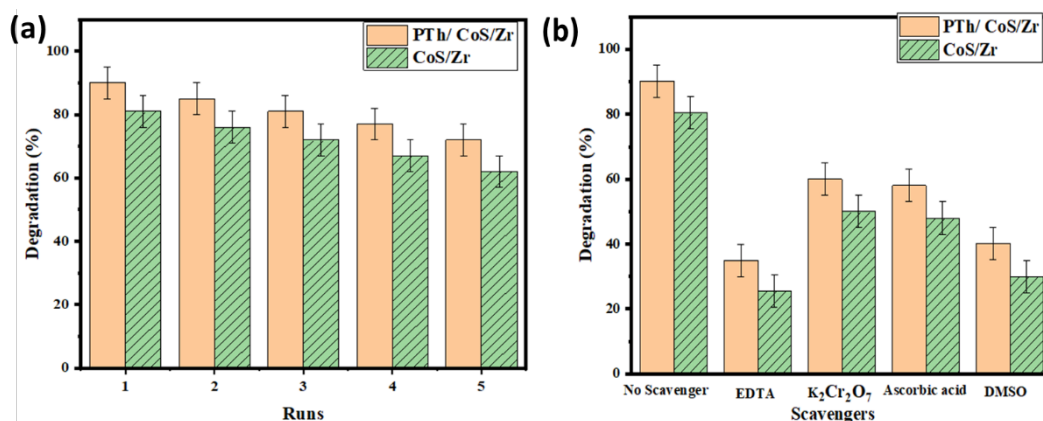 (a)
PTh/ CoS/Zr
CoS/Zr
Degradation (%)
100
80
60
40
20
0
1 2 3 4 5
Runs
(b)
PTh/ CoS/Zr
CoS/Zr
Degradation (%)
100
80
60
40
20
0
No Scavenger EDTA K₂Cr₂O₇ Ascorbic acid DMSO
Scavengers